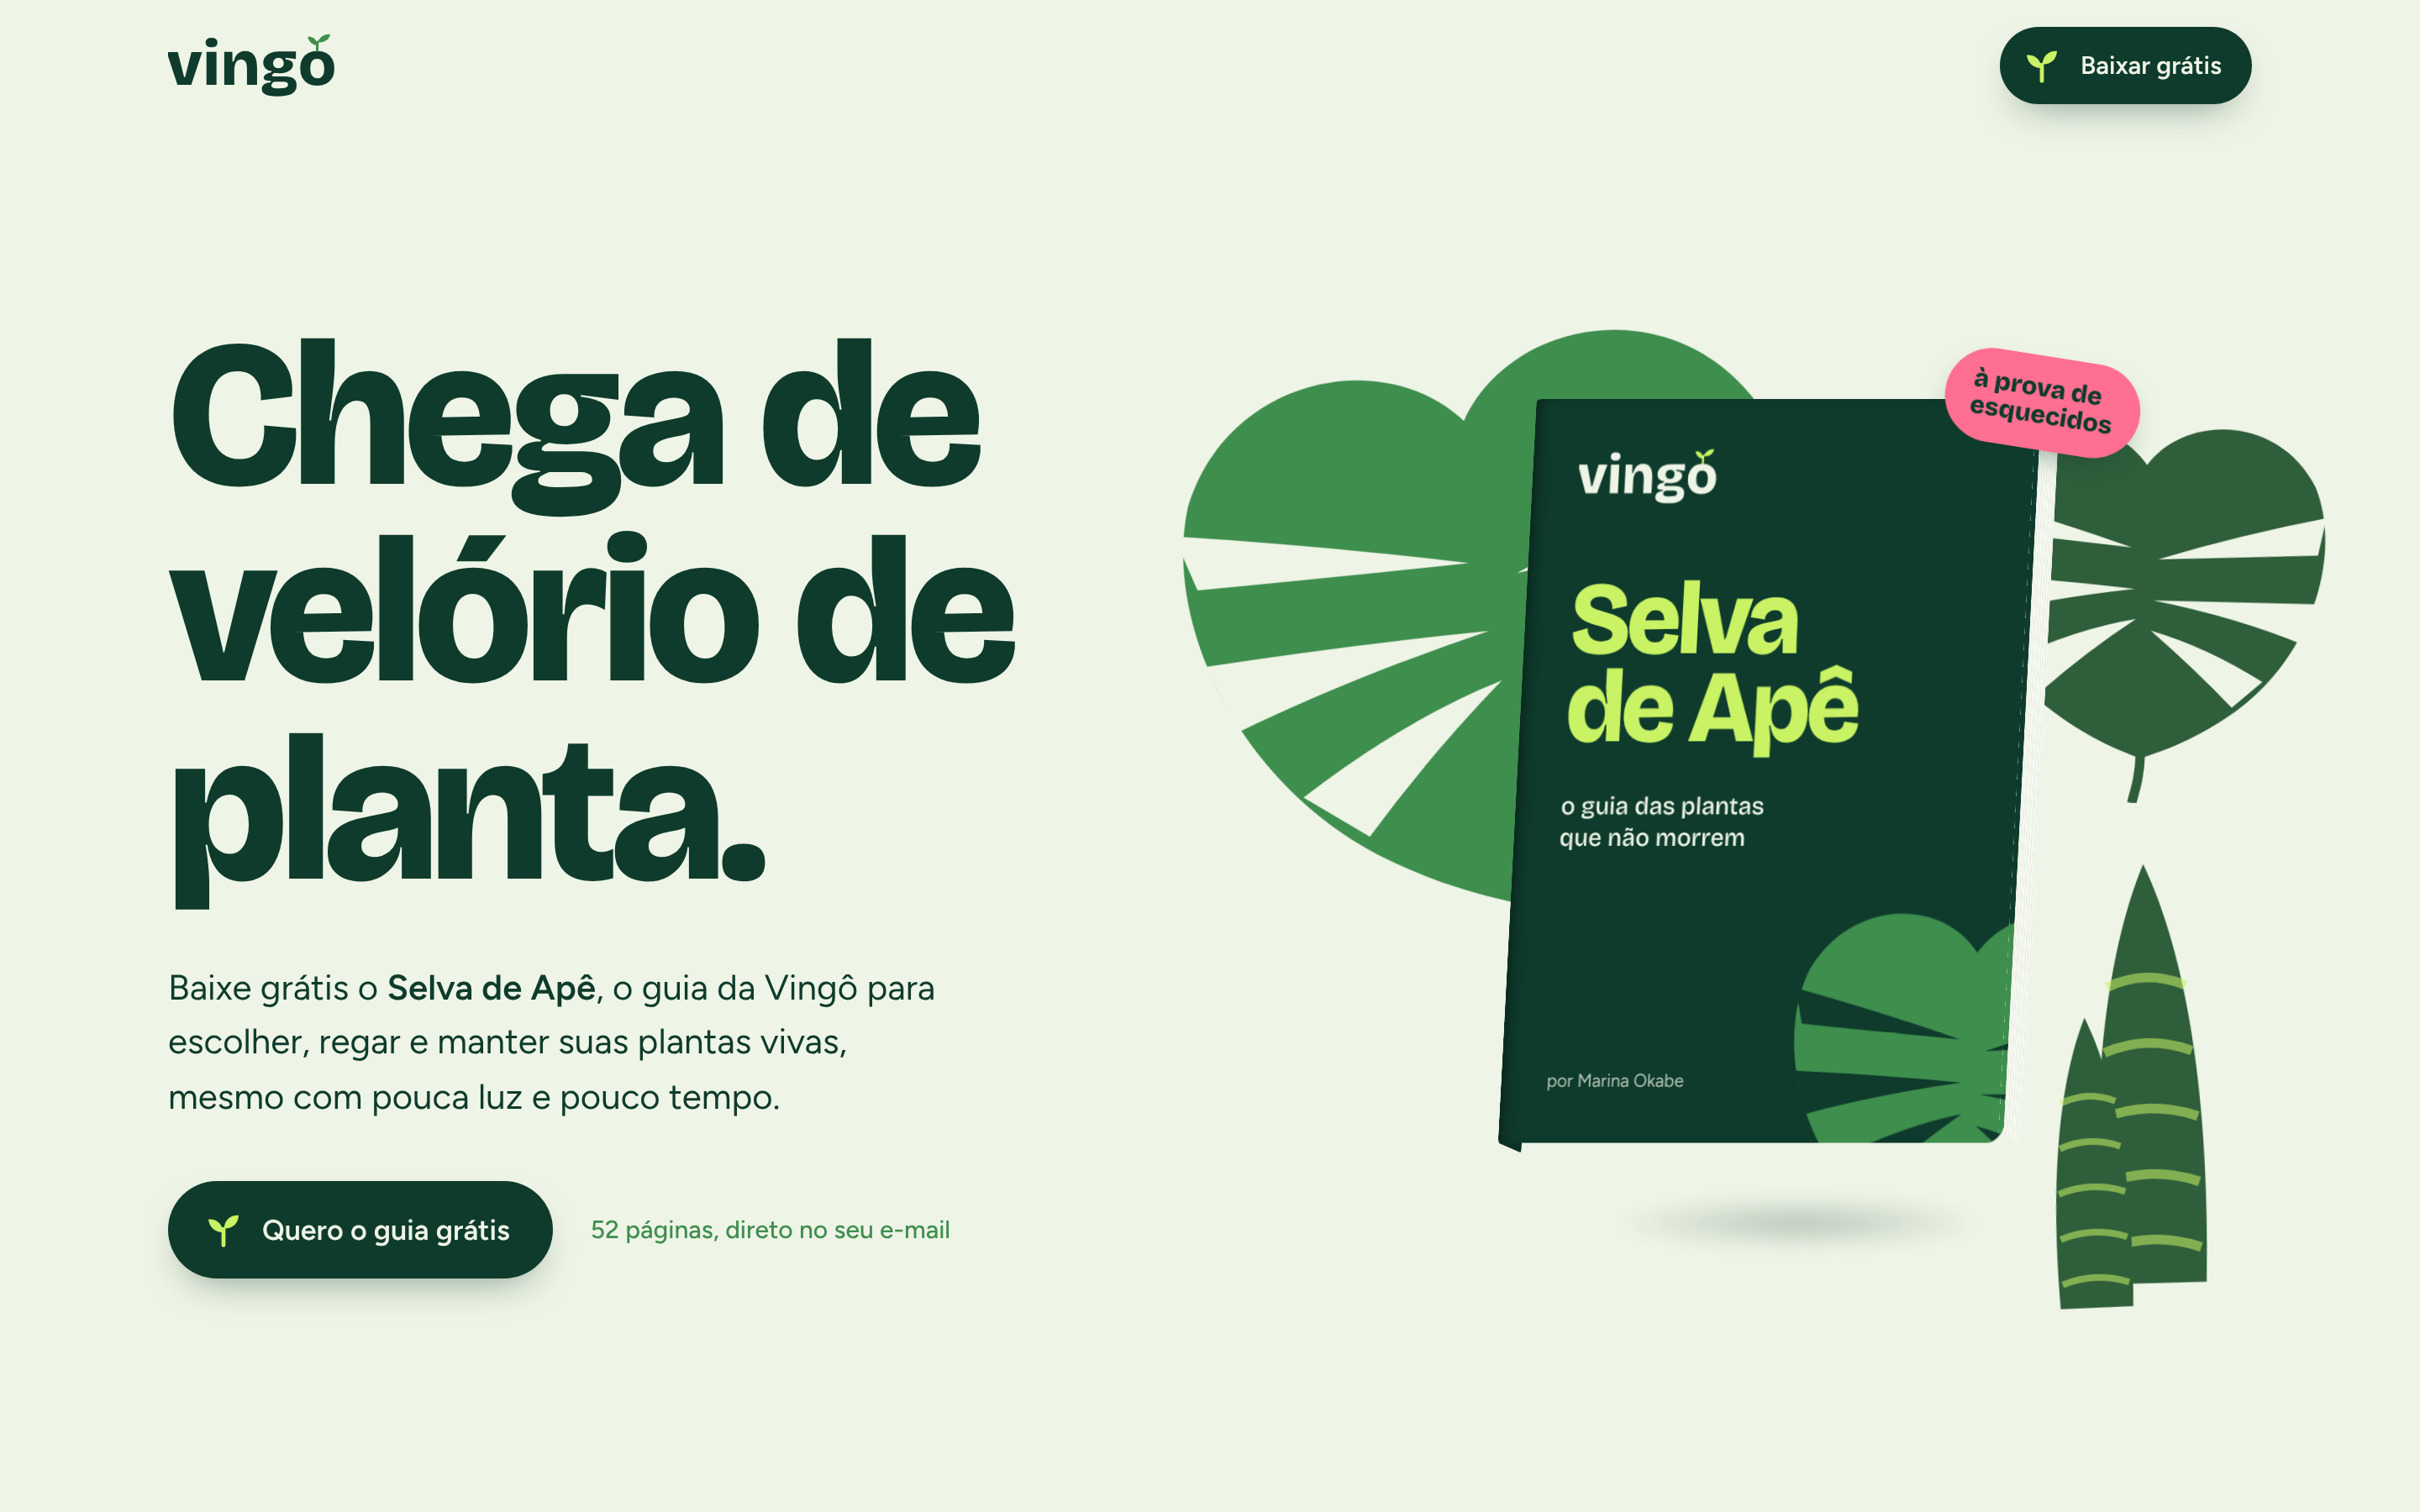 vingô
Baixar grátis
Chega de
velório de
planta.
Baixe grátis o Selva de Apê, o guia da Vingô para
escolher, regar e manter suas plantas vivas,
mesmo com pouca luz e pouco tempo.
Quero o guia grátis
52 páginas, direto no seu e-mail
à prova de
esquecidos
vingô
Selva
de Apê
o guia das plantas
que não morrem
por Marina Okabe